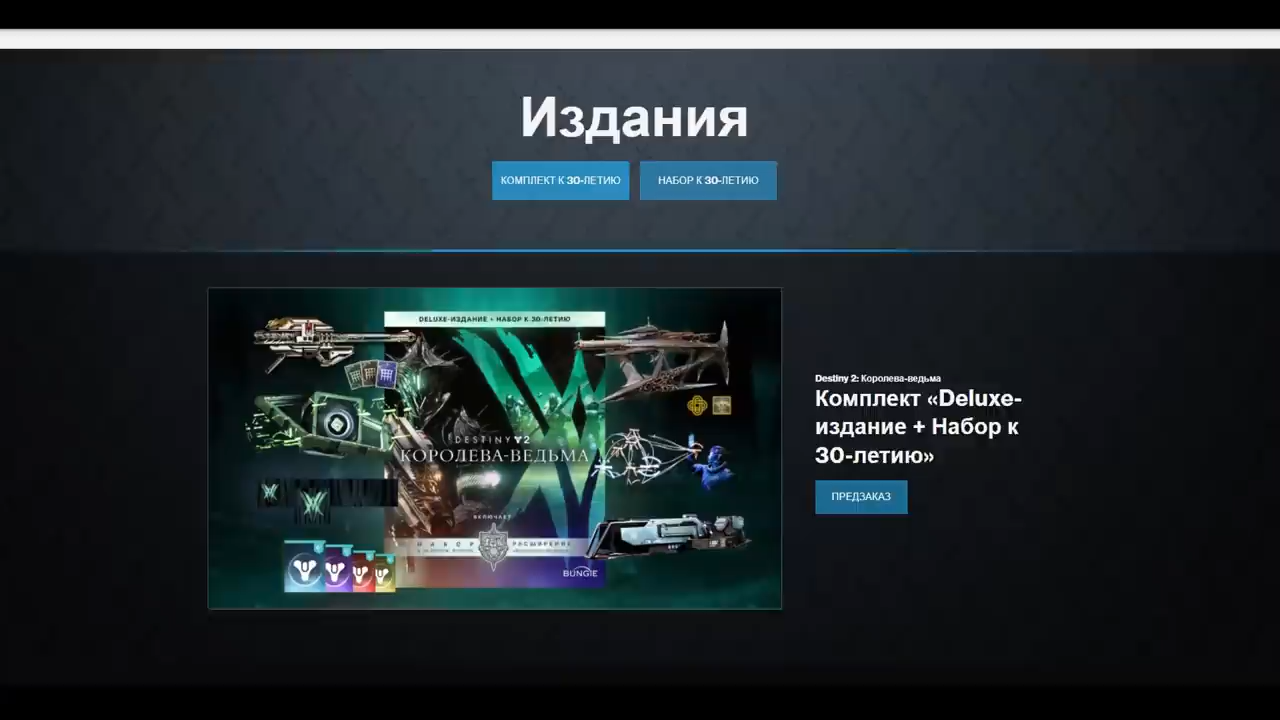 Издания
КОМПЛЕКТ К 30-ЛЕТИЮ
НАБОР К 30-ЛЕТИЮ
DELUXE-ИЗДАНИЕ + НАБОР К 30-ЛЕТИЮ
DESTINY 2
КОРОЛЕВА-ВЕДЬМА
ВКЛЮЧАЕТ
НАБОР
РАСШИРЕНИЯ
BUNGIE
Destiny 2: Королева-ведьма
Комплект «Deluxe-
издание + Набор к
30-летию»
ПРЕДЗАКАЗ